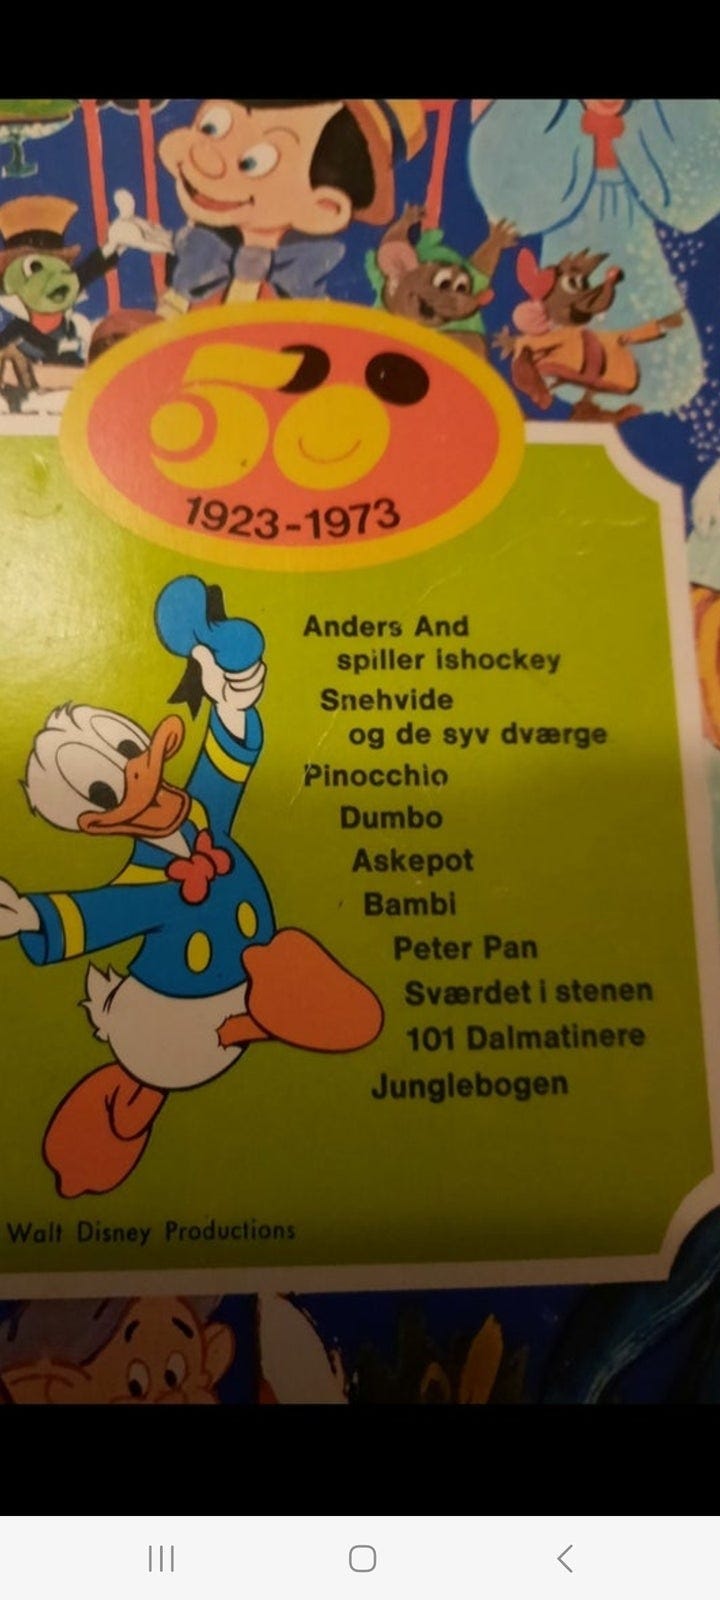 50
1923-1973
Anders And
spiller ishockey
Snehvide
og de syv dværge
Pinocchio
Dumbo
Askepot
Bambi
Peter Pan
Sværdet i stenen
101 Dalmatinere
Junglebogen
Walt Disney Productions